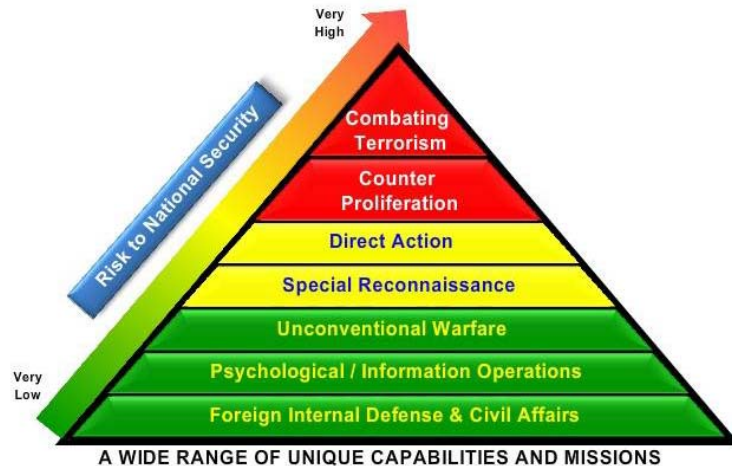 Very
High
Risk to National Security
Combating
Terrorism
Counter
Proliferation
Direct Action
Special Reconnaissance
Unconventional Warfare
Psychological / Information Operations
Very
Low
Foreign Internal Defense & Civil Affairs
A WIDE RANGE OF UNIQUE CAPABILITIES AND MISSIONS